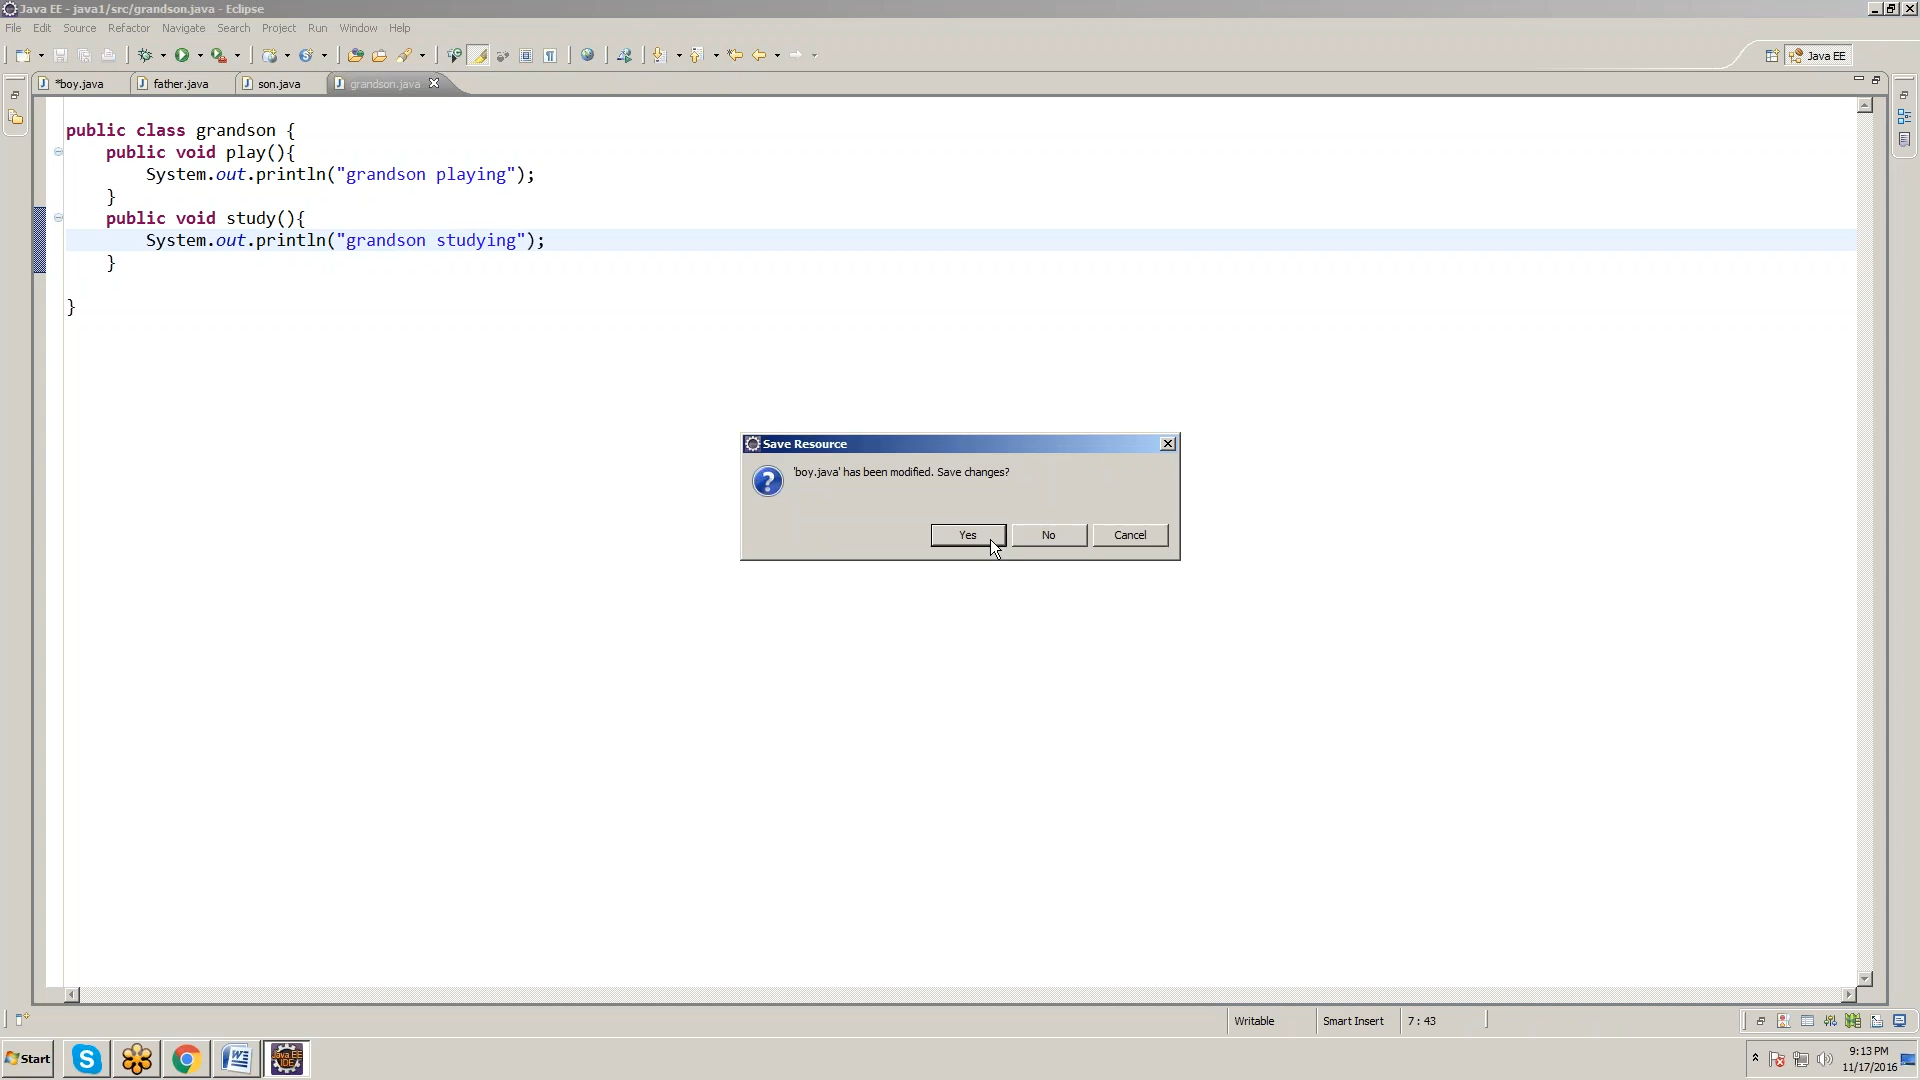 Java EE - java1/src/grandson.java - Eclipse
File Edit Source Refactor Navigate Search Project Run Window Help
Java EE
*boy.java father.java son.java grandson.java
public class grandson {
public void play(){
System.out.println("grandson playing");
}
public void study(){
System.out.println("grandson studying");
}
}
Save Resource
'boy.java' has been modified. Save changes?
Yes No Cancel
Writable Smart Insert 7 : 43
Start
Java EE
IDE
9:13 PM
11/17/2016